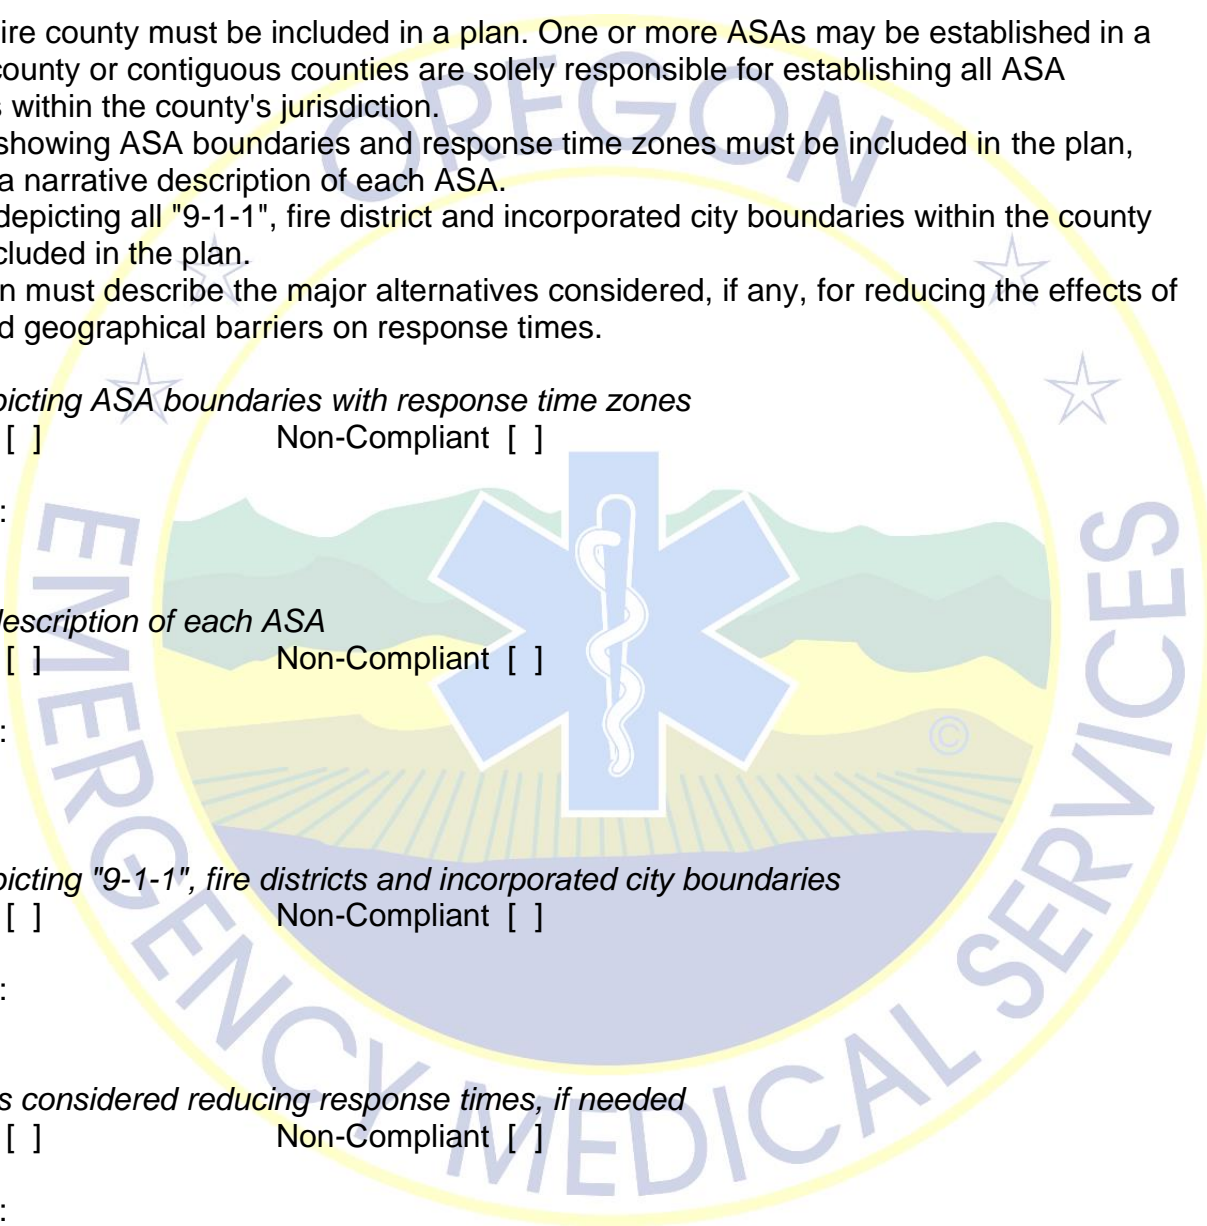 ire county must be included in a plan. One or more ASAs may be established in a
county or contiguous counties are solely responsible for establishing all ASA
s within the county's jurisdiction.
showing ASA boundaries and response time zones must be included in the plan,
a narrative description of each ASA.
depicting all "9-1-1", fire district and incorporated city boundaries within the county
cluded in the plan.
n must describe the major alternatives considered, if any, for reducing the effects of
d geographical barriers on response times.
picting ASA boundaries with response time zones
[ ] Non-Compliant [ ]
:
description of each ASA
[ ] Non-Compliant [ ]
:
picting "9-1-1", fire districts and incorporated city boundaries
[ ] Non-Compliant [ ]
:
s considered reducing response times, if needed
[ ] Non-Compliant [ ]
:
OREGON
EMERGENCY MEDICAL SERVICES
©